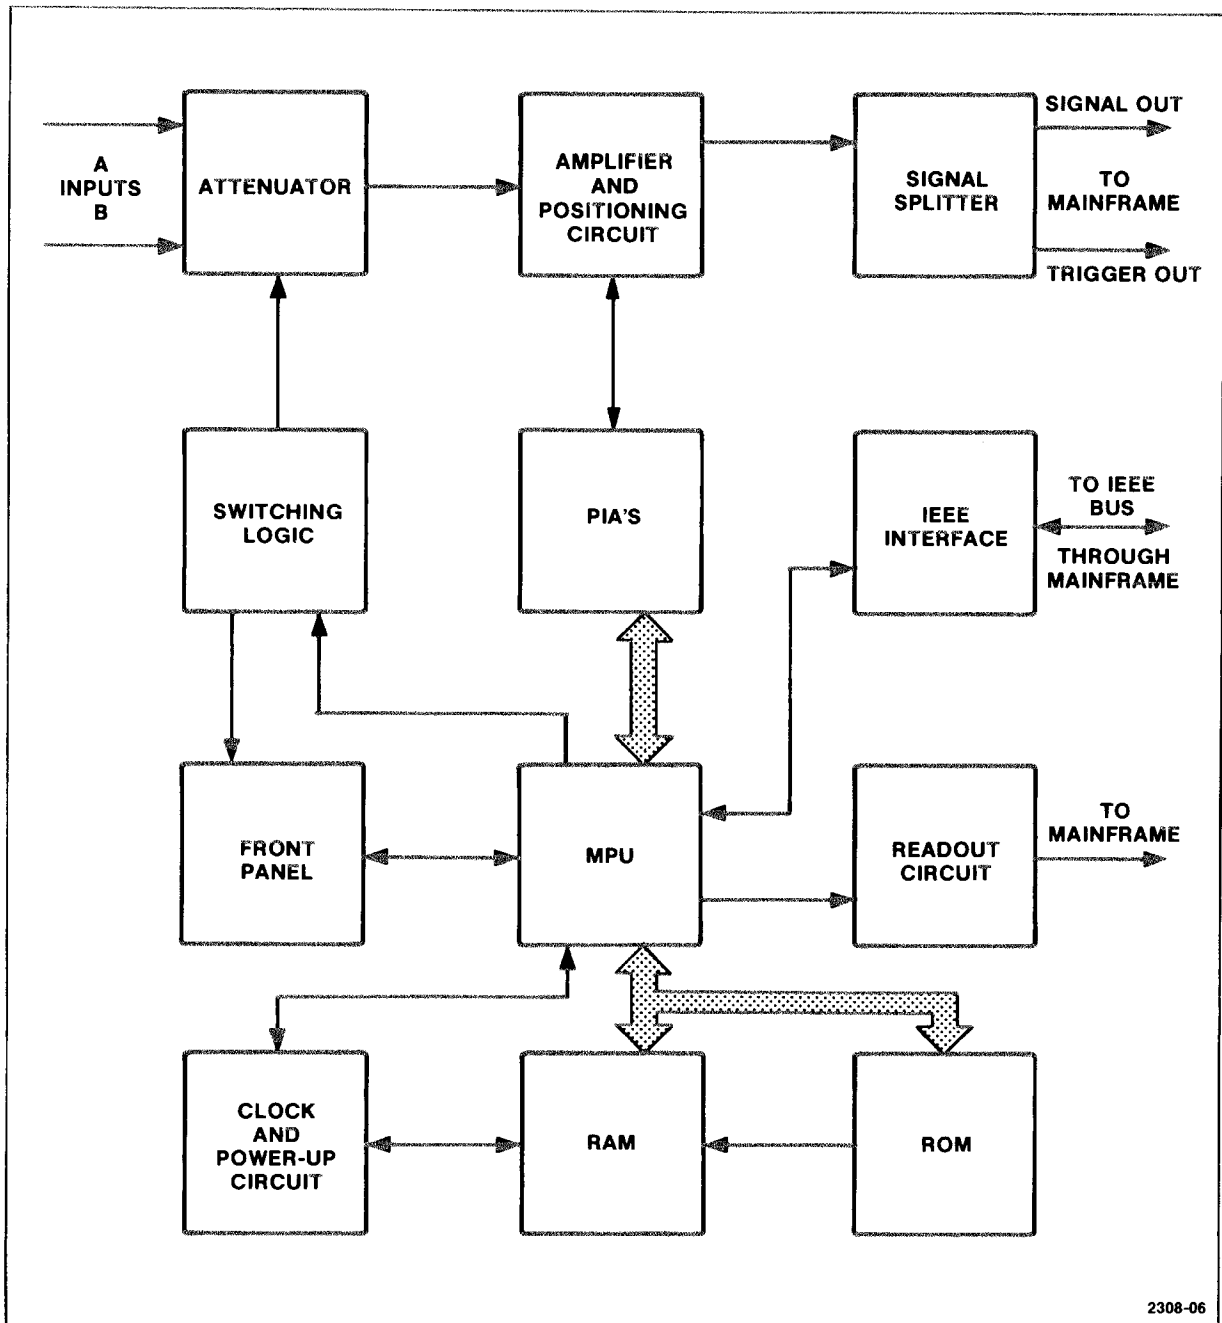 A
INPUTS
B
ATTENUATOR
AMPLIFIER
AND
POSITIONING
CIRCUIT
SIGNAL
SPLITTER
SIGNAL OUT
TO
MAINFRAME
TRIGGER OUT
SWITCHING
LOGIC
PIA'S
IEEE
INTERFACE
TO IEEE
BUS
THROUGH
MAINFRAME
FRONT
PANEL
MPU
READOUT
CIRCUIT
TO
MAINFRAME
CLOCK
AND
POWER-UP
CIRCUIT
RAM
ROM
2308-06